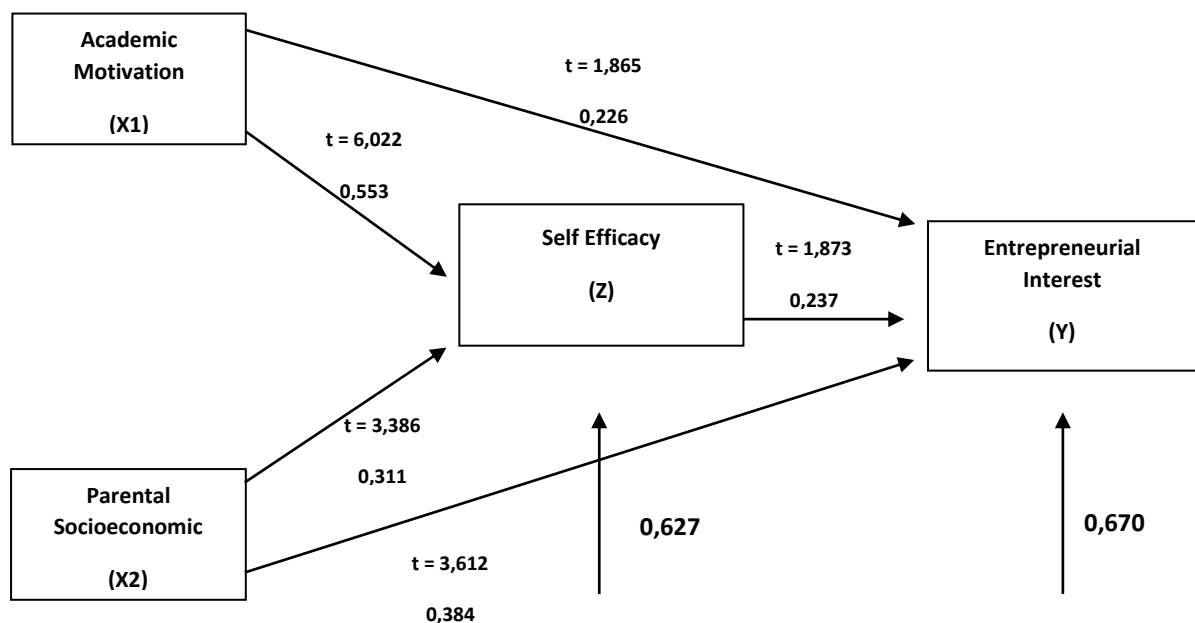 Academic
Motivation
(X1)
t = 1,865
0,226
t = 6,022
0,553
Self Efficacy
(Z)
t = 1,873
0,237
Entrepreneurial
Interest
(Y)
t = 3,386
0,311
Parental
Socioeconomic
(X2)
t = 3,612
0,384
0,627
0,670